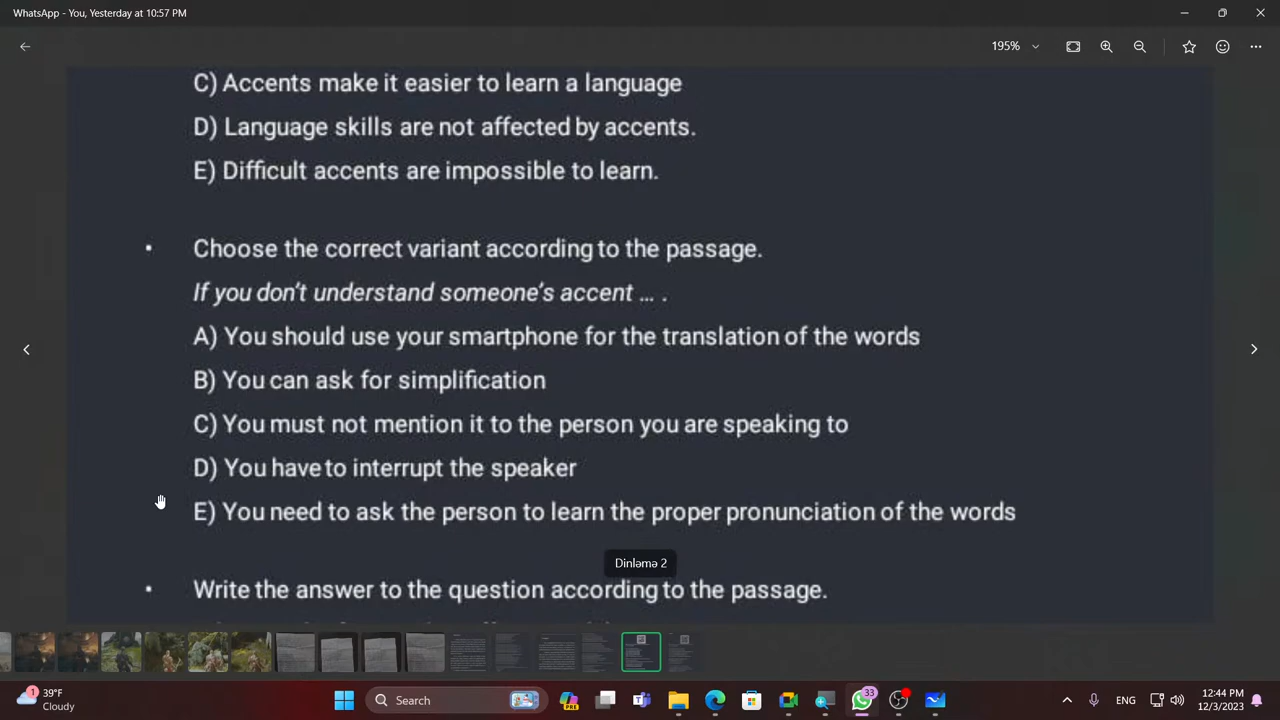 WhatsApp - You, Yesterday at 10:57 PM
195%
C) Accents make it easier to learn a language
D) Language skills are not affected by accents.
E) Difficult accents are impossible to learn.
• Choose the correct variant according to the passage.
If you don't understand someone's accent ... .
A) You should use your smartphone for the translation of the words
B) You can ask for simplification
C) You must not mention it to the person you are speaking to
D) You have to interrupt the speaker
E) You need to ask the person to learn the proper pronunciation of the words
Dinləmə 2
• Write the answer to the question according to the passage.
1
39°F
Cloudy
Search
PRE
33
ENG
12:44 PM
12/3/2023